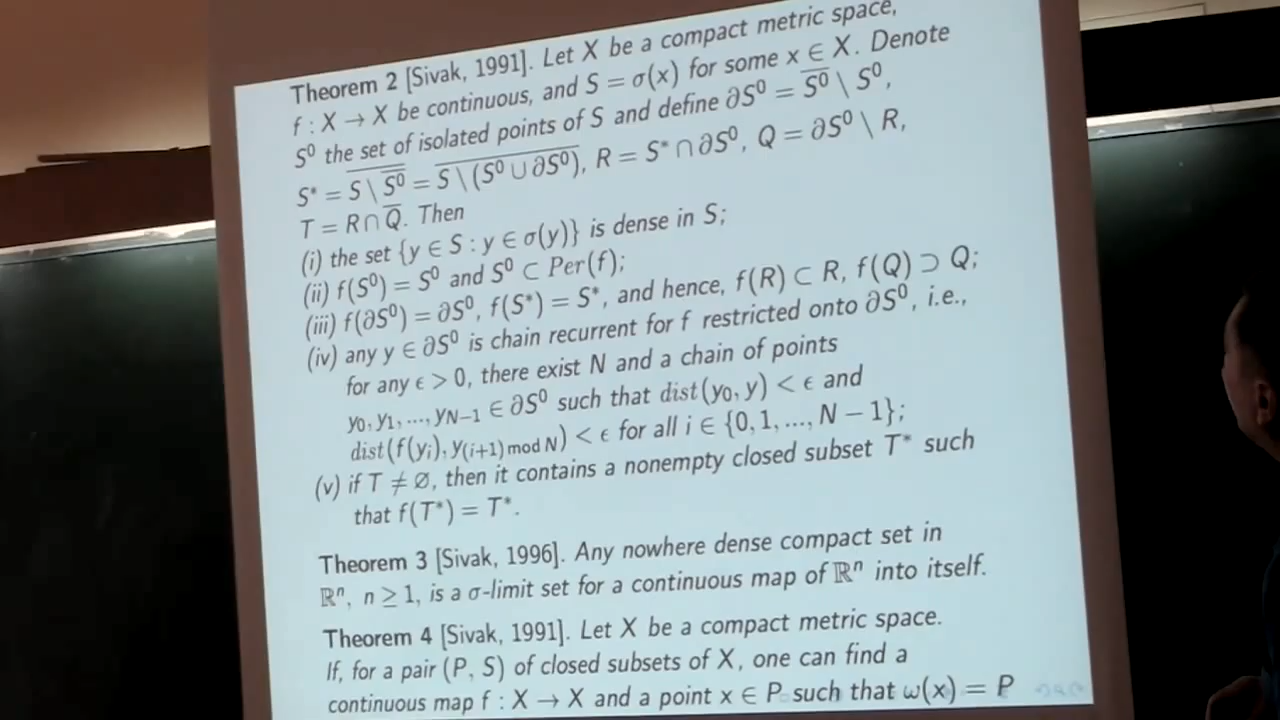 Theorem 2 [Sivak, 1991]. Let X be a compact metric space,
f : X → X be continuous, and S = σ(x) for some x ∈ X. Denote
S⁰ the set of isolated points of S and define ∂S⁰ = \overline{S⁰} \ S⁰,
S* = \overline{S \ \overline{S⁰}} = \overline{S \ (S⁰ ∪ ∂S⁰)}, R = S* ∩ ∂S⁰, Q = ∂S⁰ \ R,
T = R ∩ \overline{Q}. Then
(i) the set {y ∈ S : y ∈ σ(y)} is dense in S;
(ii) f(S⁰) = S⁰ and S⁰ ⊂ Per(f);
(iii) f(∂S⁰) = ∂S⁰, f(S*) = S*, and hence, f(R) ⊂ R, f(Q) ⊃ Q;
(iv) any y ∈ ∂S⁰ is chain recurrent for f restricted onto ∂S⁰, i.e.,
for any ϵ > 0, there exist N and a chain of points
y₀, y₁, ..., y_{N−1} ∈ ∂S⁰ such that dist(y₀, y) < ϵ and
dist(f(y_i), y_{(i+1) mod N}) < ϵ for all i ∈ {0, 1, ..., N − 1};
(v) if T ≠ ∅, then it contains a nonempty closed subset T* such
that f(T*) = T*.
Theorem 3 [Sivak, 1996]. Any nowhere dense compact set in
ℝⁿ, n ≥ 1, is a σ-limit set for a continuous map of ℝⁿ into itself.
Theorem 4 [Sivak, 1991]. Let X be a compact metric space.
If, for a pair (P, S) of closed subsets of X, one can find a
continuous map f : X → X and a point x ∈ P such that ω(x) = P